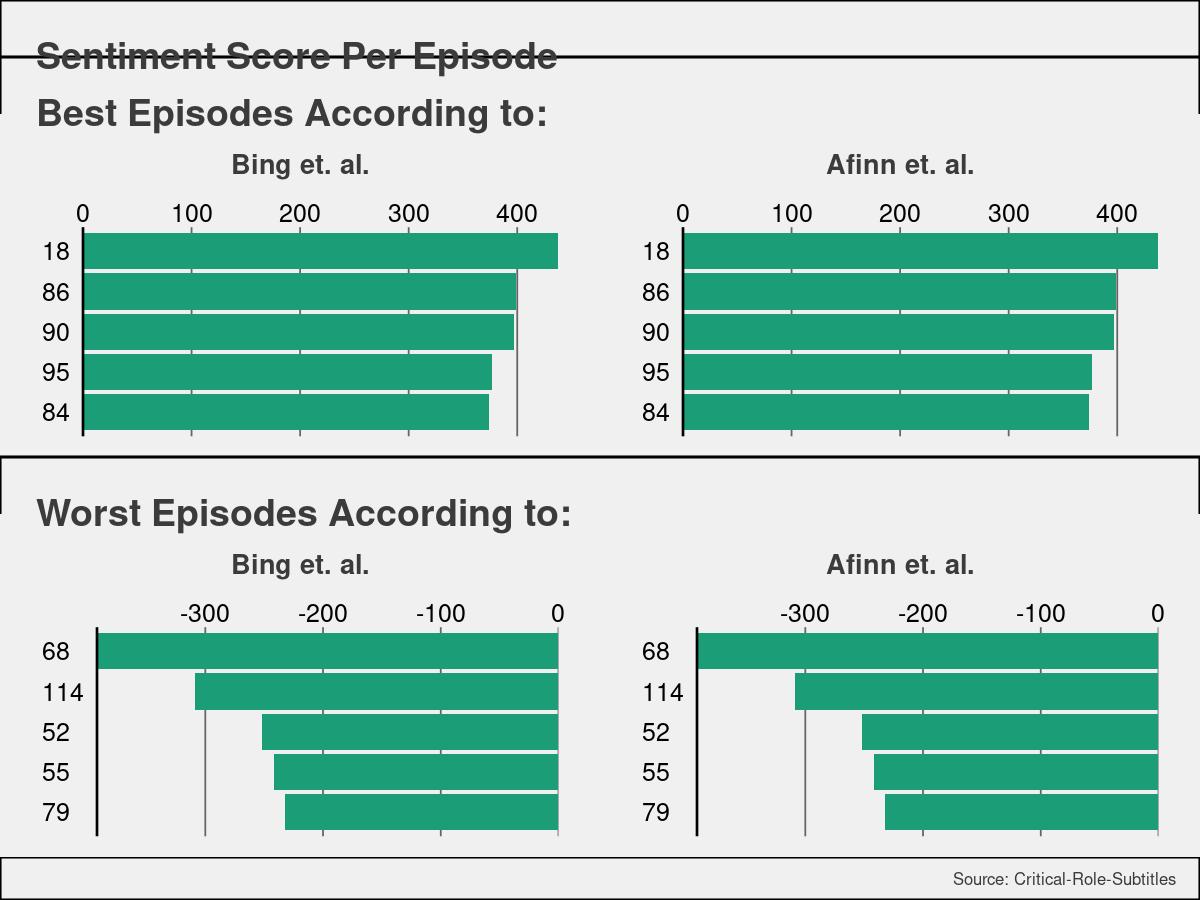 Sentiment Score Per Episode
Best Episodes According to:
Bing et. al.
0 100 200 300 400
18
86
90
95
84
Afinn et. al.
0 100 200 300 400
18
86
90
95
84
Worst Episodes According to:
Bing et. al.
-300 -200 -100 0
68
114
52
55
79
Afinn et. al.
-300 -200 -100 0
68
114
52
55
79
Source: Critical-Role-Subtitles